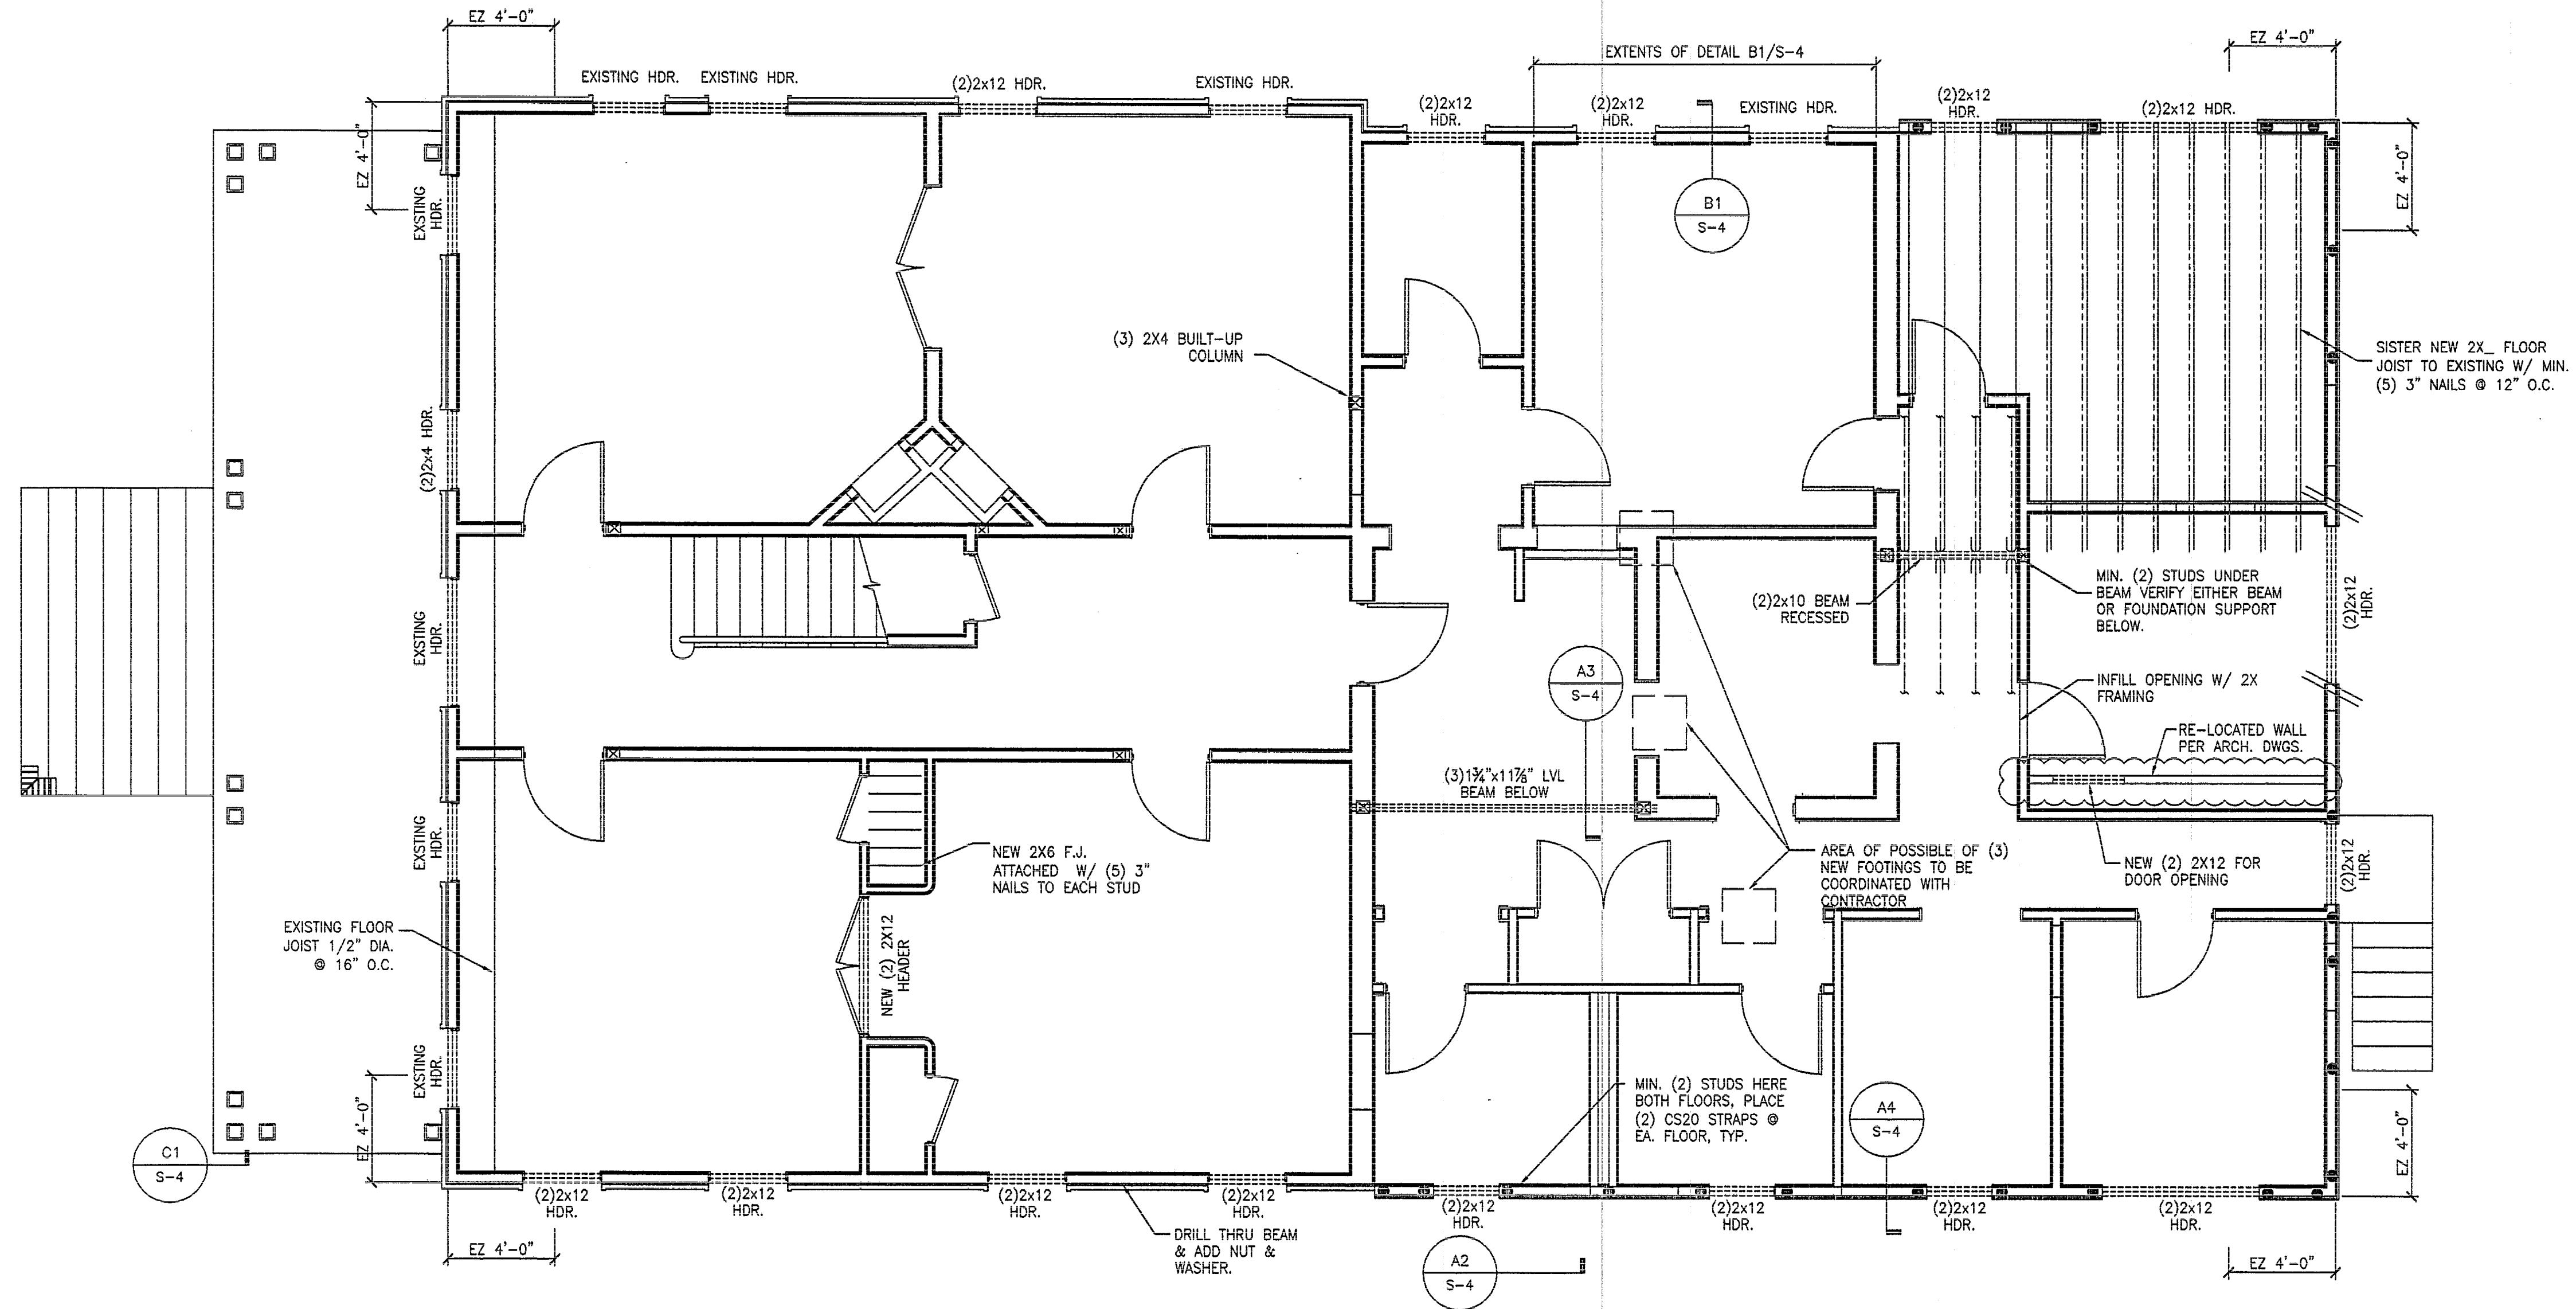 EZ 4'-0"
EXTENTS OF DETAIL B1/S-4
EZ 4'-0"
EXISTING HDR.
EXISTING HDR.
(2)2x12 HDR.
EXISTING HDR.
(2)2x12
HDR.
(2)2x12
HDR.
EXISTING HDR.
(2)2x12
HDR.
(2)2x12 HDR.
EZ 4'-0"
EZ 4'-0"
EXSTING
HDR.
B1
S-4
(3) 2X4 BUILT-UP
COLUMN
SISTER NEW 2X_ FLOOR
JOIST TO EXISTING W/ MIN.
(5) 3" NAILS @ 12" O.C.
(2)2x4 HDR.
EXSTING
HDR.
(2)2x10 BEAM
RECESSED
MIN. (2) STUDS UNDER
BEAM VERIFY EITHER BEAM
OR FOUNDATION SUPPORT
BELOW.
(2)2x12
HDR.
A3
S-4
INFILL OPENING W/ 2X
FRAMING
RE-LOCATED WALL
PER ARCH. DWGS.
(3)1¾"x11⅞" LVL
BEAM BELOW
EXSTING
HDR.
NEW 2X6 F.J.
ATTACHED W/ (5) 3"
NAILS TO EACH STUD
AREA OF POSSIBLE OF (3)
NEW FOOTINGS TO BE
COORDINATED WITH
CONTRACTOR
NEW (2) 2X12 FOR
DOOR OPENING
(2)2x12
HDR.
EXISTING FLOOR
JOIST 1/2" DIA.
@ 16" O.C.
NEW (2) 2X12
HEADER
EXSTING
HDR.
EZ 4'-0"
MIN. (2) STUDS HERE
BOTH FLOORS, PLACE
(2) CS20 STRAPS @
EA. FLOOR, TYP.
A4
S-4
EZ 4'-0"
C1
S-4
(2)2x12
HDR.
(2)2x12
HDR.
(2)2x12
HDR.
(2)2x12
HDR.
(2)2x12
HDR.
(2)2x12
HDR.
(2)2x12
HDR.
(2)2x12
HDR.
DRILL THRU BEAM
& ADD NUT &
WASHER.
EZ 4'-0"
A2
S-4
EZ 4'-0"